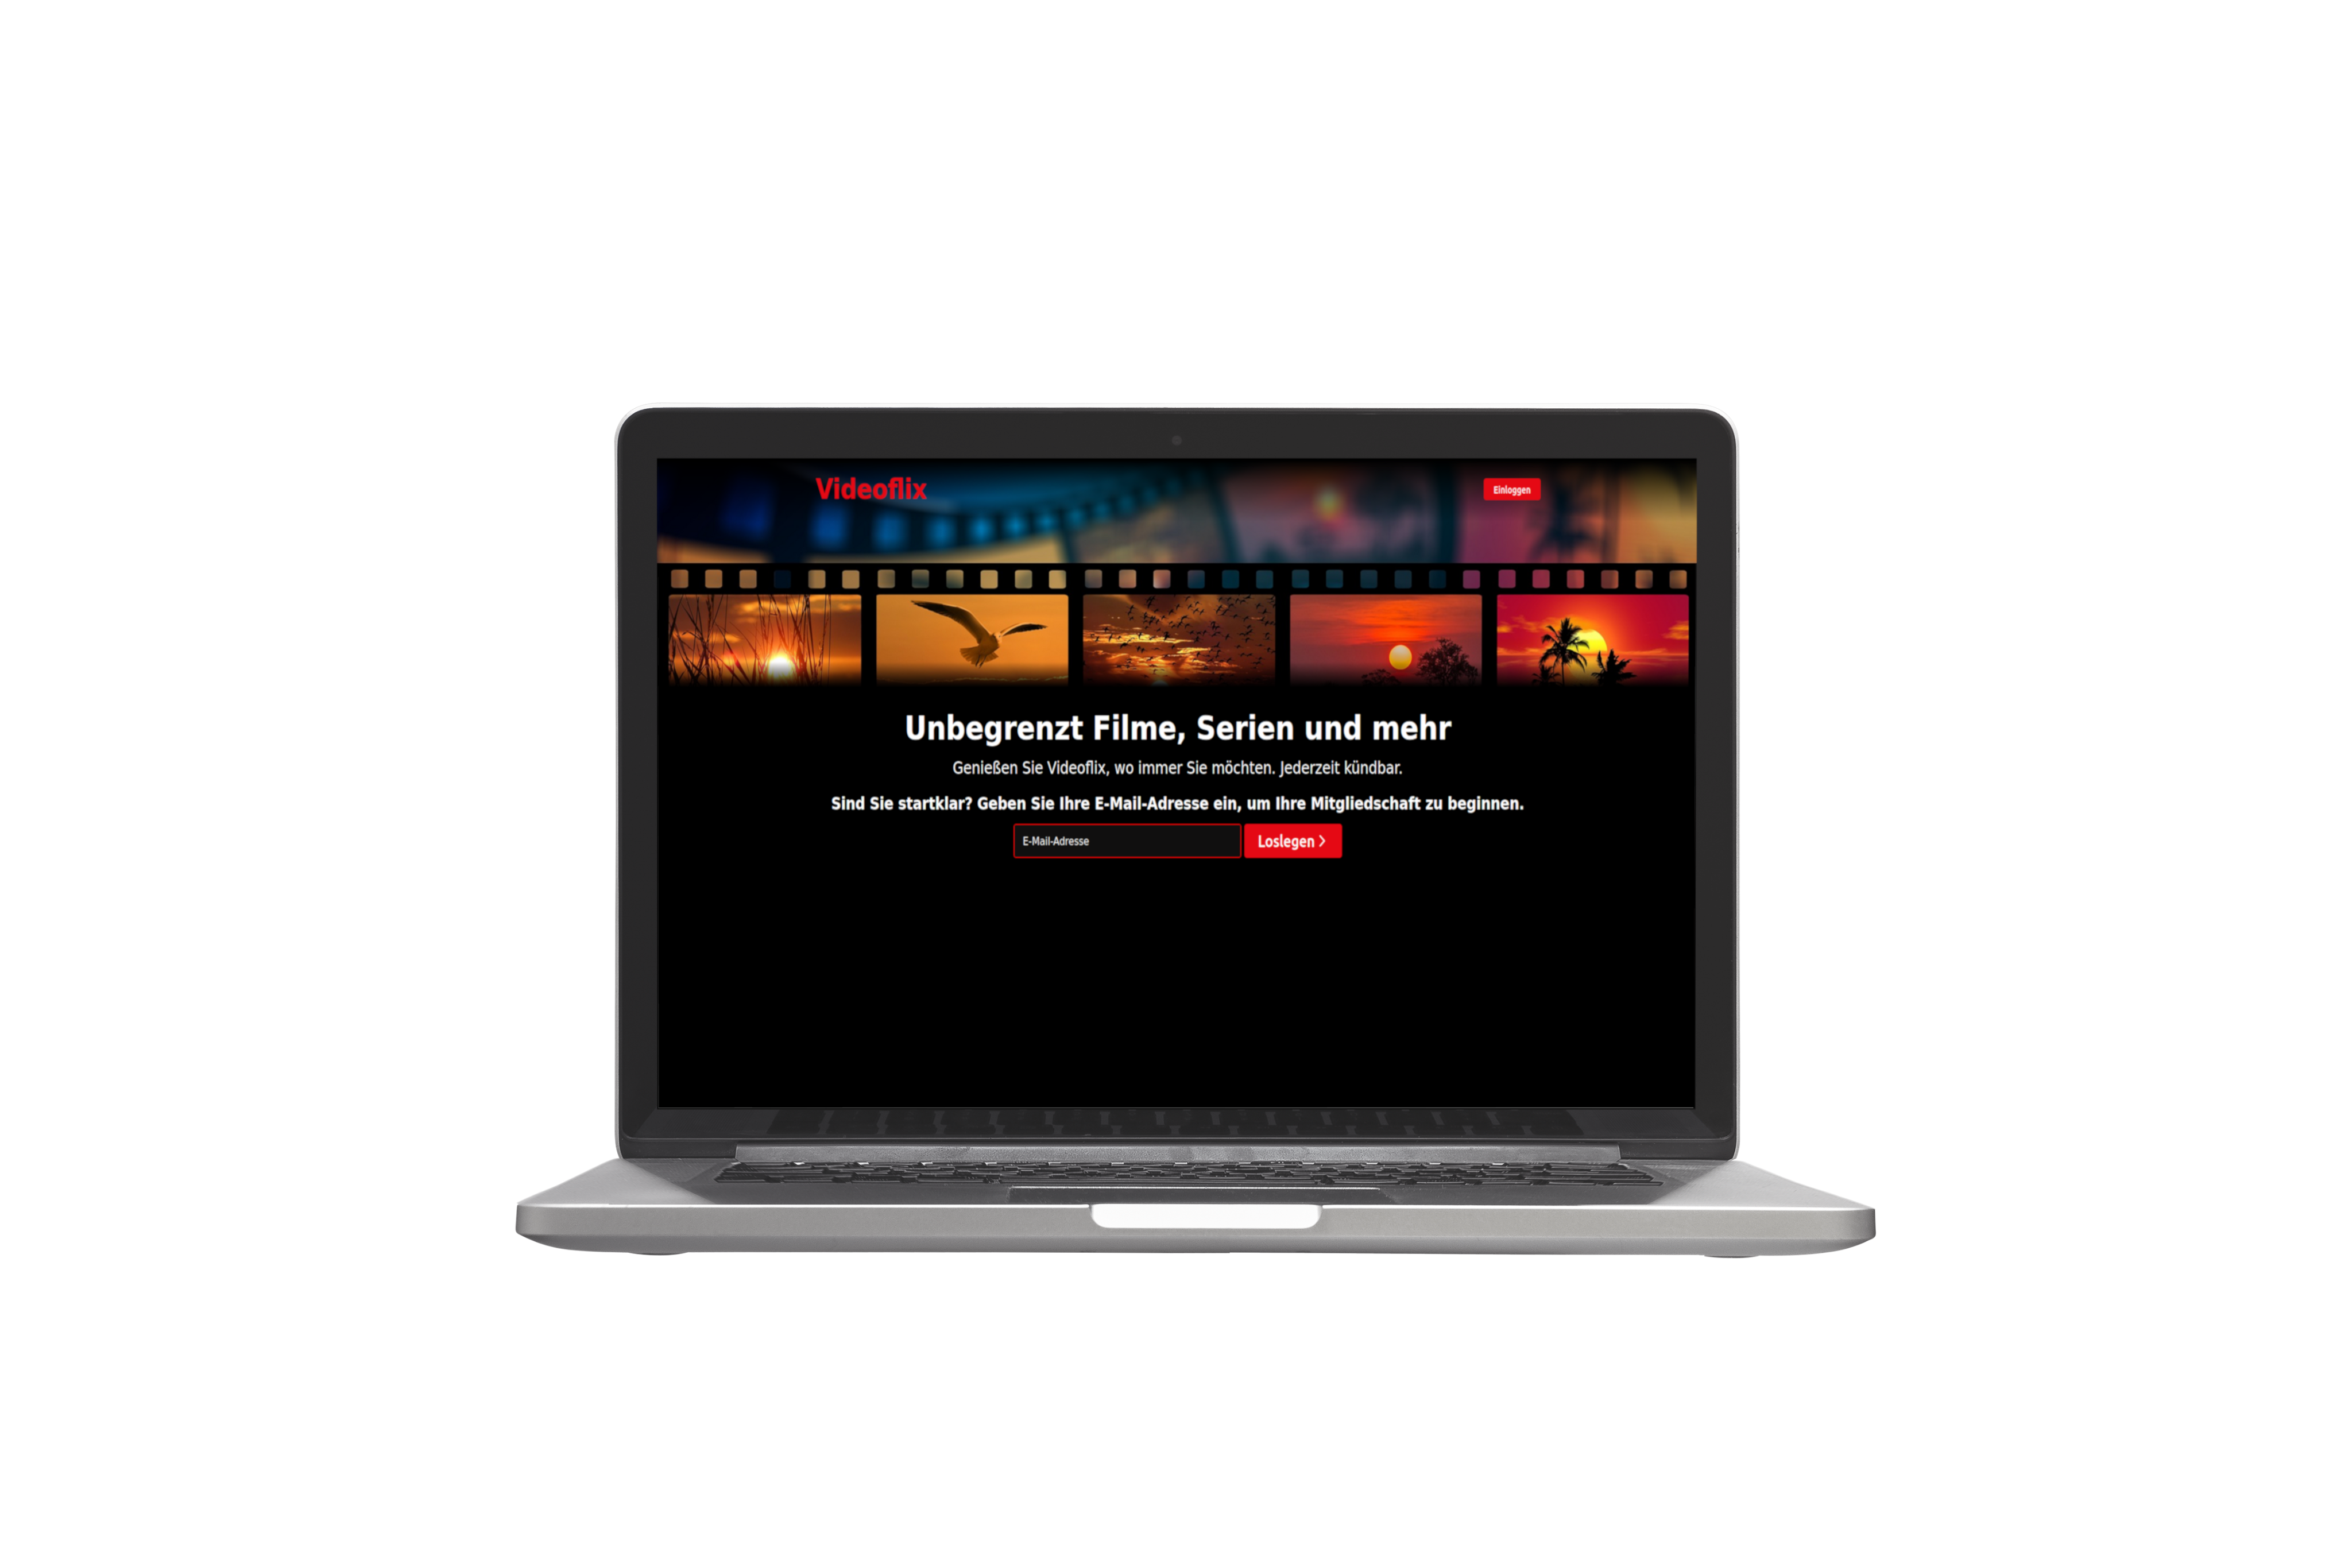 Videoflix
Einloggen
Unbegrenzt Filme, Serien und mehr
Genießen Sie Videoflix, wo immer Sie möchten. Jederzeit kündbar.
Sind Sie startklar? Geben Sie Ihre E-Mail-Adresse ein, um Ihre Mitgliedschaft zu beginnen.
E-Mail-Adresse
Loslegen >